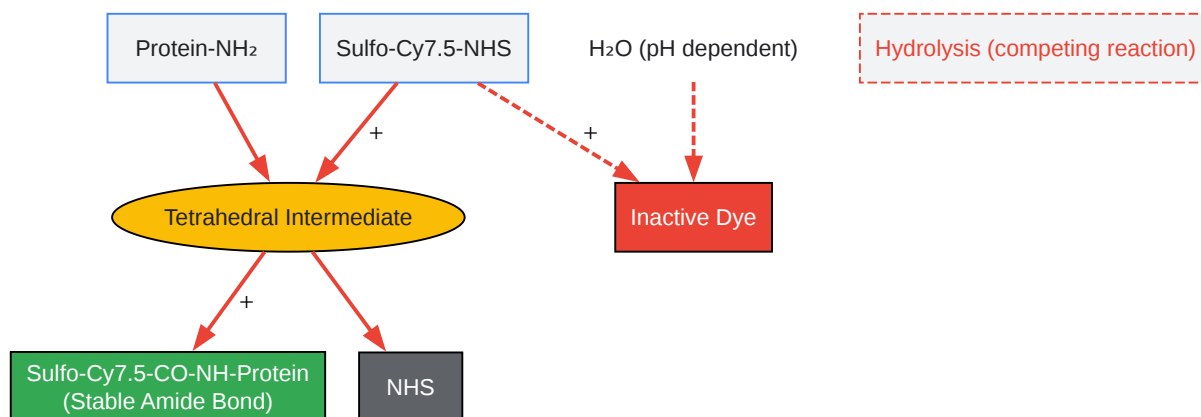 Protein-NH₂
Sulfo-Cy7.5-NHS
H₂O (pH dependent)
Hydrolysis (competing reaction)
+
+
Tetrahedral Intermediate
Inactive Dye
+
Sulfo-Cy7.5-CO-NH-Protein
(Stable Amide Bond)
NHS